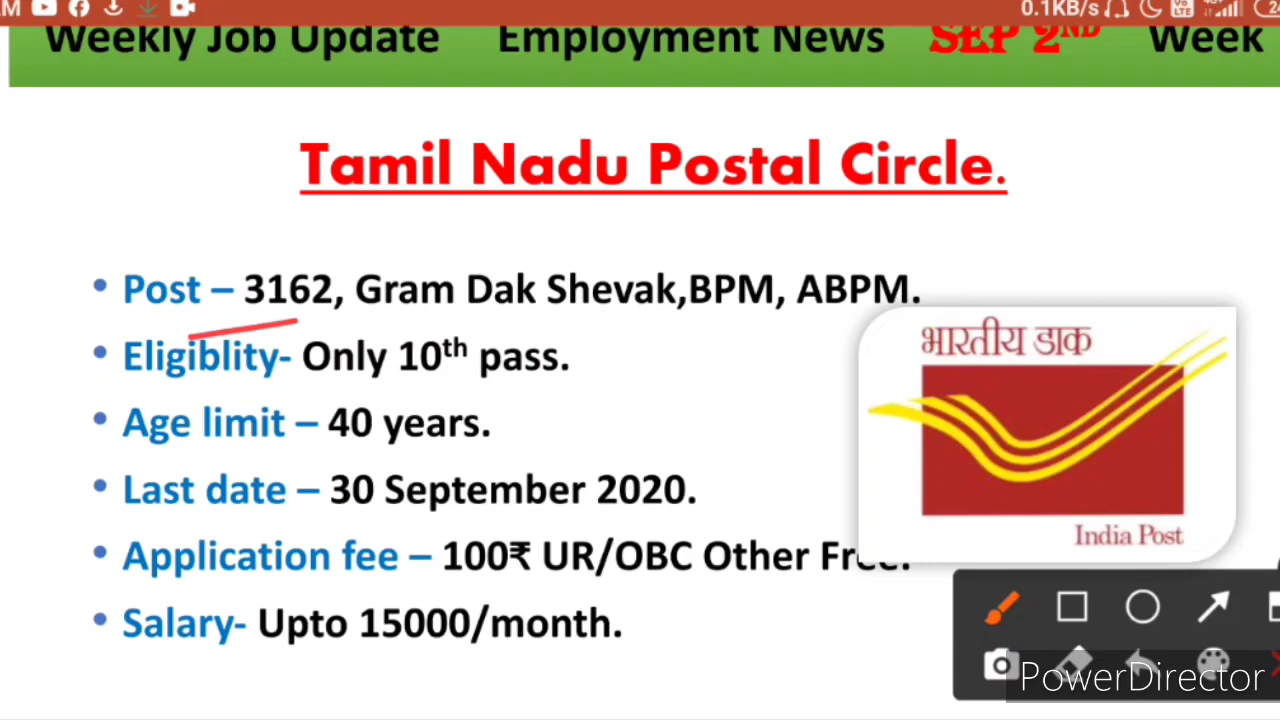 0.1KB/s
Weekly Job Update Employment News SEP 2ND Week
Tamil Nadu Postal Circle.
• Post – 3162, Gram Dak Shevak,BPM, ABPM.
• Eligiblity- Only 10th pass.
• Age limit – 40 years.
• Last date – 30 September 2020.
• Application fee – 100₹ UR/OBC Other Free.
• Salary- Upto 15000/month.
भारतीय डाक
India Post
PowerDirector